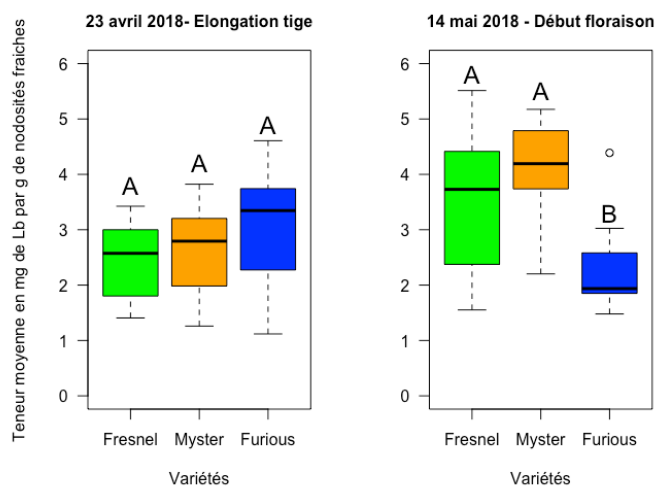 23 avril 2018- Elongation tige
14 mai 2018 - Début floraison
Teneur moyenne en mg de Lb par g de nodosités fraiches
6
5
4
3
2
1
0
A
A
A
Fresnel Myster Furious
Variétés
6
5
4
3
2
1
0
A
A
B
Fresnel Myster Furious
Variétés